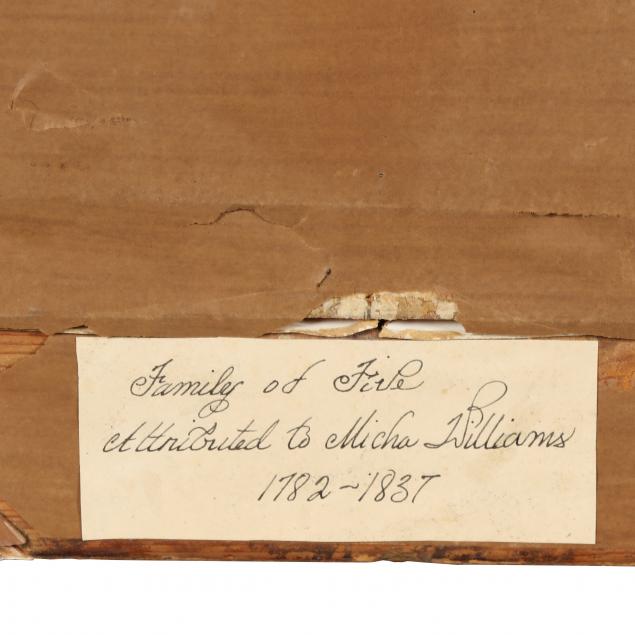 Family of Five
Attributed to Micha Williams
1782~1837